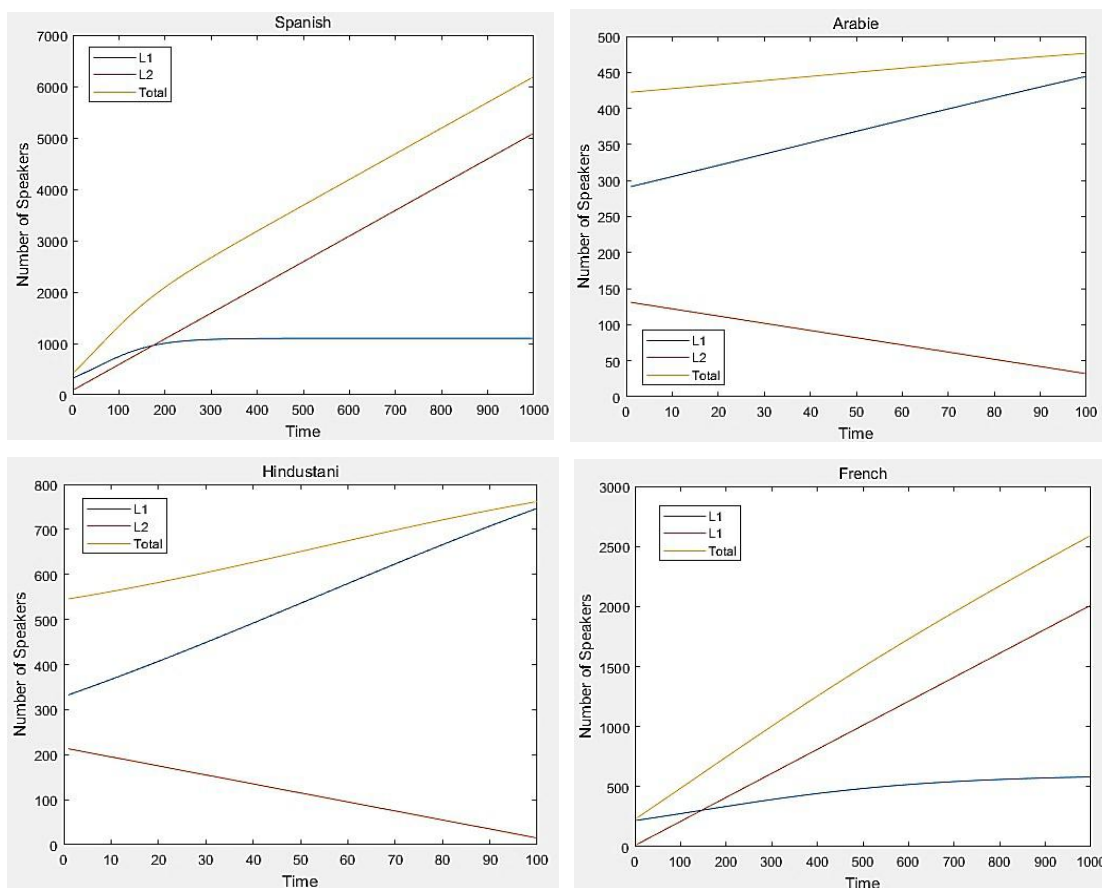 Spanish
7000
6000
5000
4000
3000
2000
1000
0
Number of Speakers
L1
L2
Total
0 100 200 300 400 500 600 700 800 900 1000
Time
Arabie
500
450
400
350
300
250
200
150
100
50
0
Number of Speakers
L1
L2
Total
0 10 20 30 40 50 60 70 80 90 100
Time
Hindustani
800
700
600
500
400
300
200
100
0
Number of Speakers
L1
L2
Total
0 10 20 30 40 50 60 70 80 90 100
Time
French
3000
2500
2000
1500
1000
500
0
Number of Speakers
L1
L1
Total
0 100 200 300 400 500 600 700 800 900 1000
Time